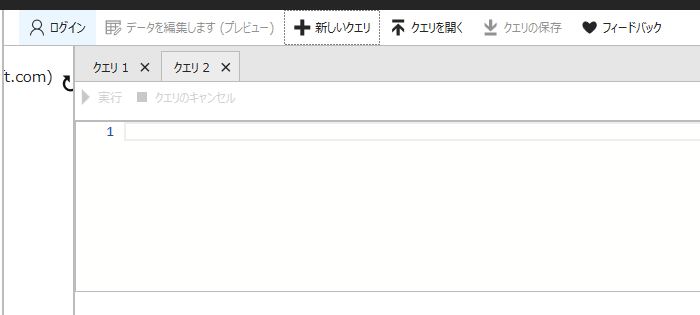 ログイン データを編集します (プレビュー) 新しいクエリ クエリを開く クエリの保存 フィードバック
クエリ 1 クエリ 2
t.com)
実行 クエリのキャンセル
1